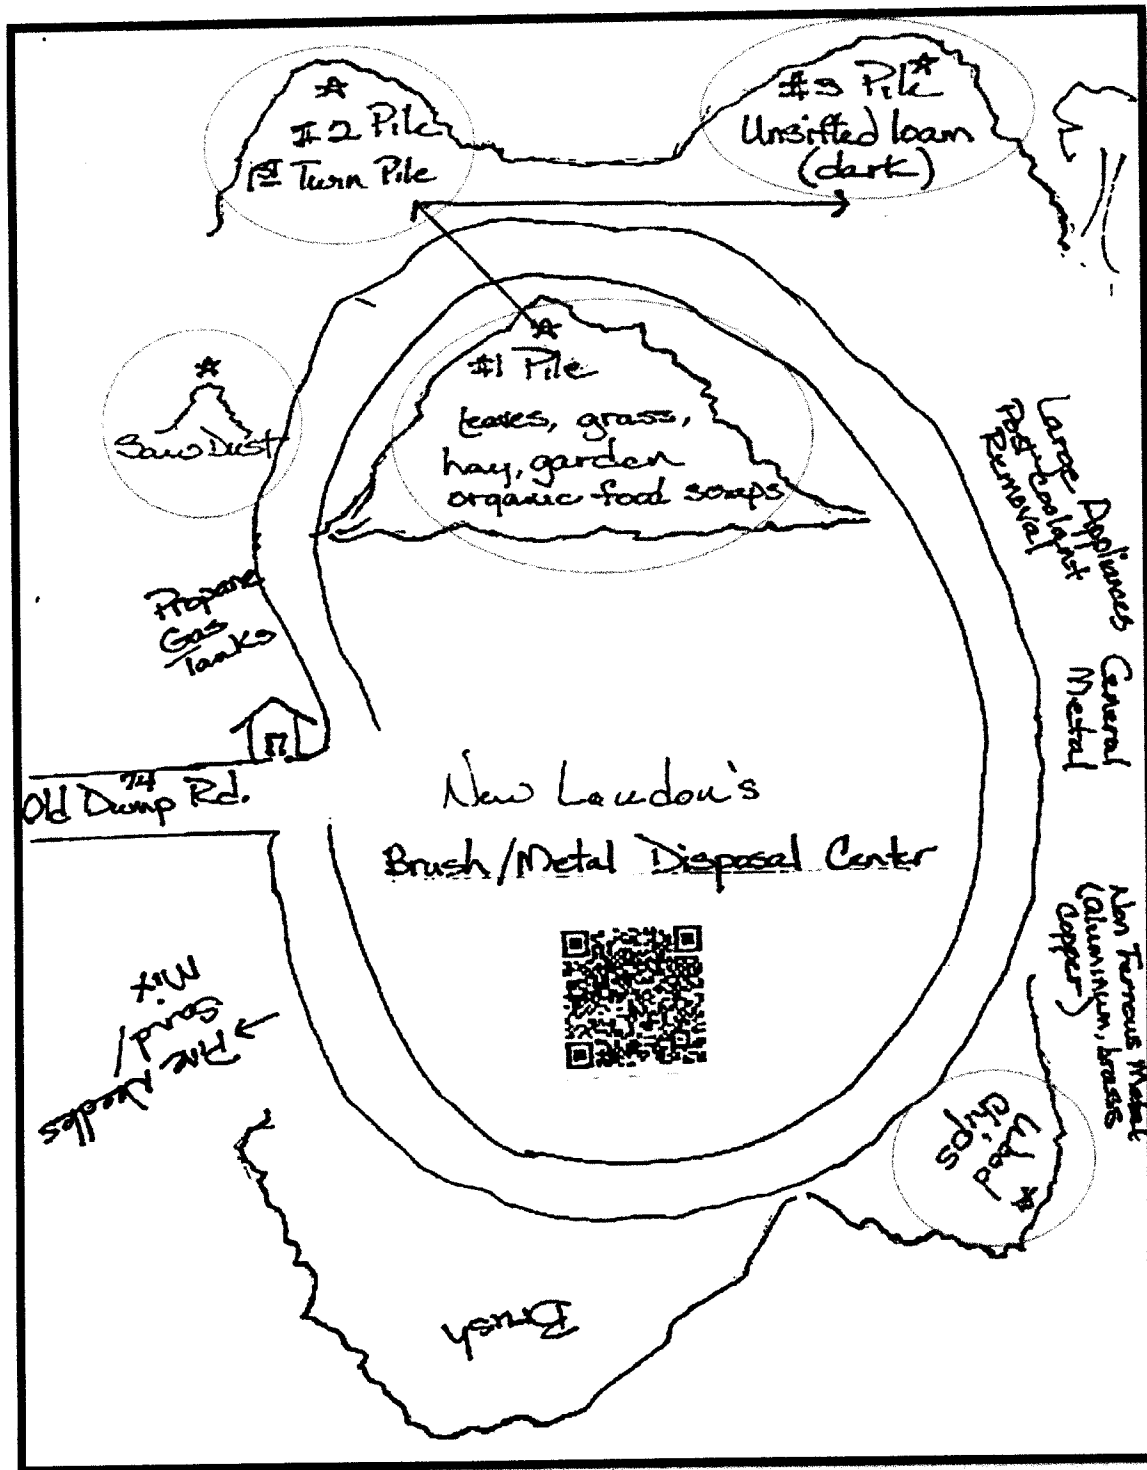 #2 Pile
1ST Turn Pile
#3 Pile
Unsifted loam
(dark)
#1 Pile
leaves, grass,
hay, garden
organic food scraps
Saw Dust
Propane
Gas
Tanks
Large Appliances
Post-Coolant
Removal
General
Metal
74
Old Dump Rd.
New London's
Brush/Metal Disposal Center
Non Ferrous Metal
(aluminum, brass
copper)
Pine Needles
Sand/
Mix
Wood
Chips
Brush